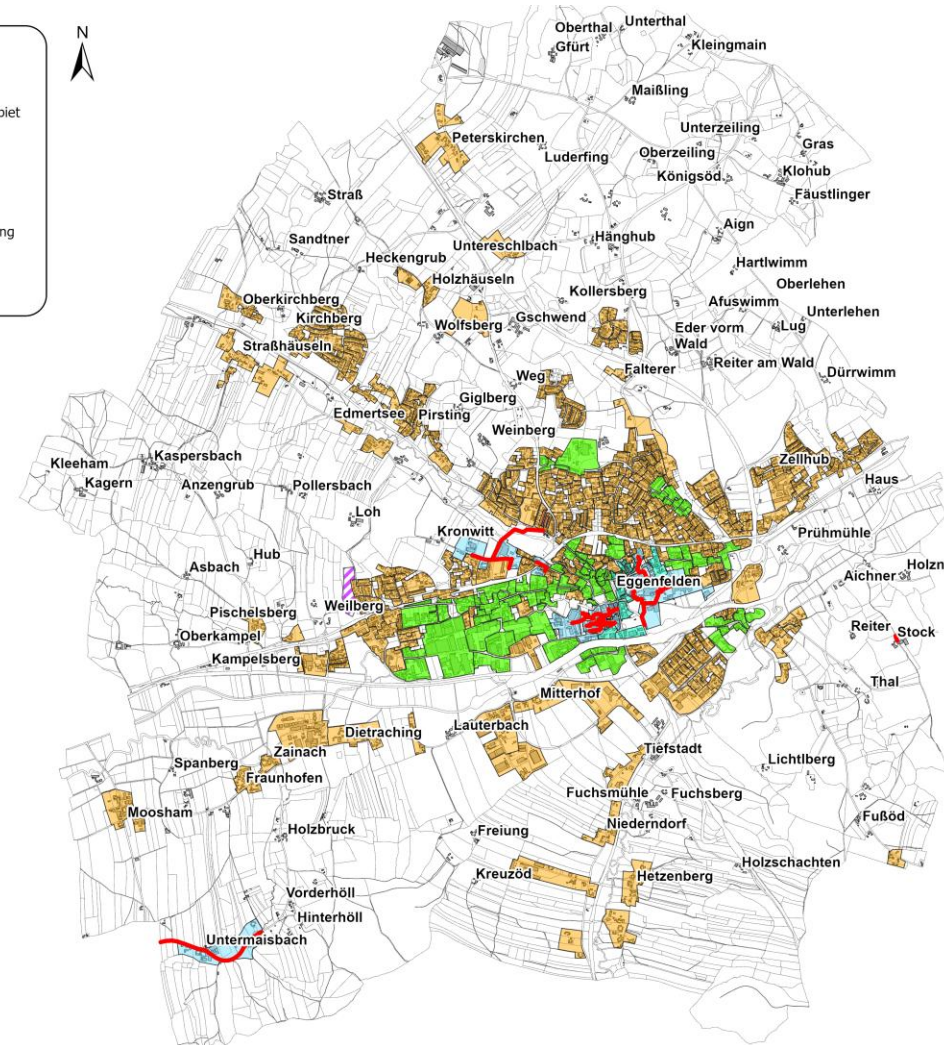 N
biet
ng
Oberthal
Unterthal
Gfürt
Kleingmain
Maißling
Peterskirchen
Unterzeiling
Luderfing
Oberzeiling
Gras
Königsöd
Klohub
Straß
Fäustlinger
Aign
Sandtner
Untereschlbach
Hänghub
Heckengrub
Hartlwimm
Holzhäuseln
Oberlehen
Oberkirchberg
Kollersberg
Kirchberg
Wolfsberg
Gschwend
Afuswimm
Unterlehen
Straßhäuseln
Eder vorm
Wald
Lug
Weg
Falterer
Reiter am Wald
Dürrwimm
Giglberg
Edmertsee
Pirsting
Weinberg
Kleeham
Kaspersbach
Zellhub
Kagern
Anzengrub
Pollersbach
Haus
Loh
Kronwitt
Prühmühle
Hub
Asbach
Eggenfelden
Aichner
Holzn
Pischelsberg
Weilberg
Oberkampel
Reiter
Stock
Kampelsberg
Mitterhof
Thal
Lauterbach
Dietraching
Zainach
Tiefstadt
Spanberg
Lichtlberg
Fraunhofen
Fuchsmühle
Fuchsberg
Moosham
Niederndorf
Fußöd
Holzbruck
Freiung
Kreuzöd
Hetzenberg
Holzschachten
Vorderhöll
Hinterhöll
Untermaisbach